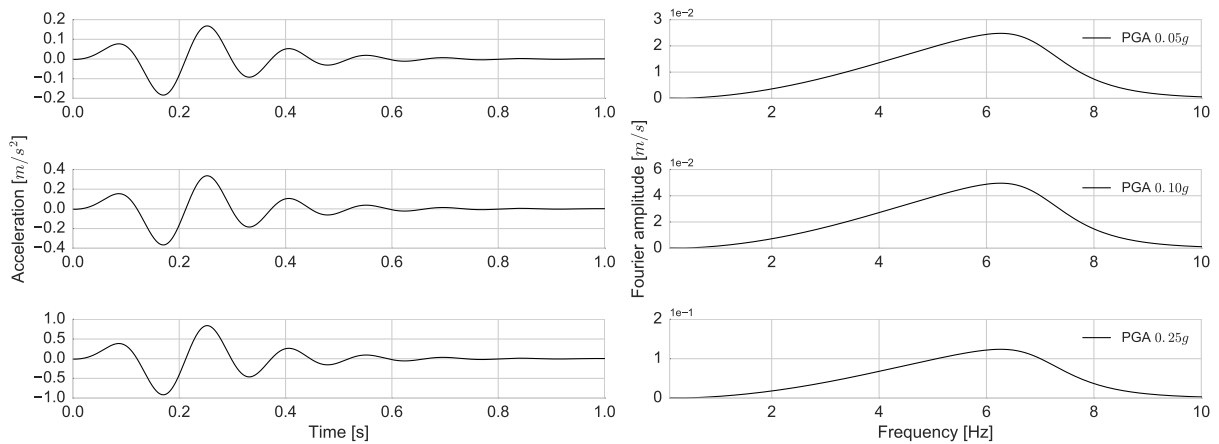 0.2
0.1
0.0
−0.1
−0.2
0.0 0.2 0.4 0.6 0.8 1.0
1e−2
3
2
1
0
2 4 6 8 10
PGA 0.05g
0.4
0.2
0.0
−0.2
−0.4
0.0 0.2 0.4 0.6 0.8 1.0
Acceleration [m/s²]
1e−2
6
4
2
0
2 4 6 8 10
PGA 0.10g
Fourier amplitude [m/s]
1.0
0.5
0.0
−0.5
−1.0
0.0 0.2 0.4 0.6 0.8 1.0
Time [s]
1e−1
2
1
0
2 4 6 8 10
PGA 0.25g
Frequency [Hz]